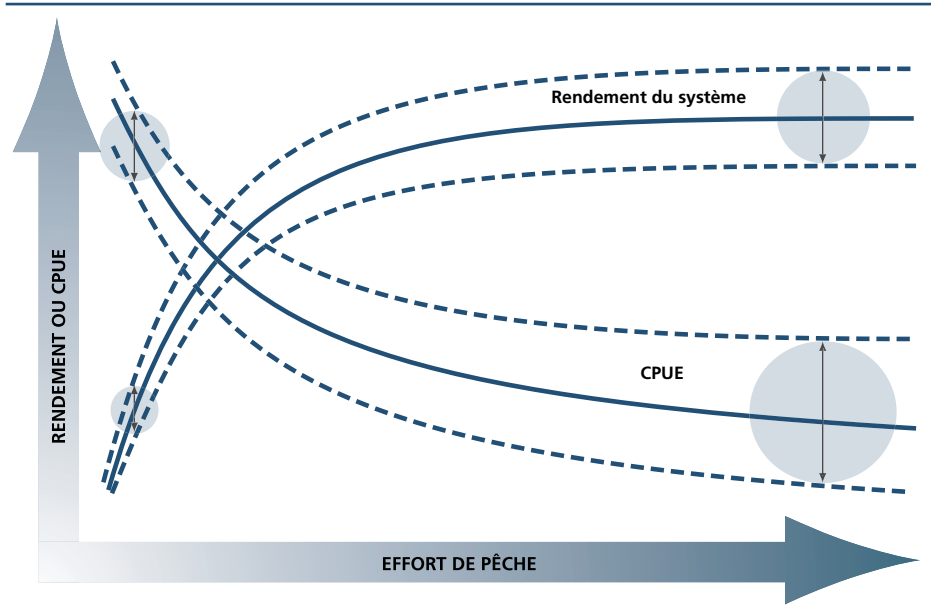 Rendement du système
RENDEMENT OU CPUE
CPUE
EFFORT DE PÊCHE